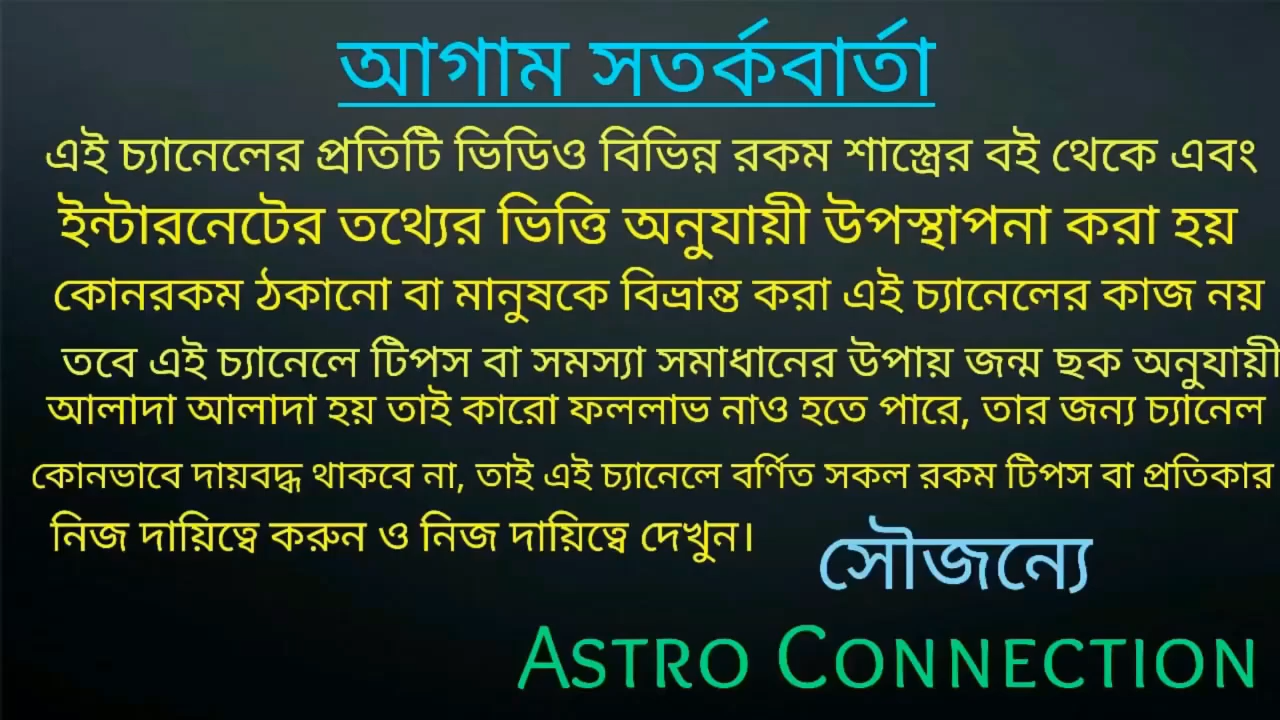 আগাম সতর্কবার্তা
এই চ্যানেলের প্রতিটি ভিডিও বিভিন্ন রকম শাস্ত্রের বই থেকে এবং
ইন্টারনেটের তথ্যের ভিত্তি অনুযায়ী উপস্থাপনা করা হয়
কোনরকম ঠকানো বা মানুষকে বিভ্রান্ত করা এই চ্যানেলের কাজ নয়
তবে এই চ্যানেলে টিপস বা সমস্যা সমাধানের উপায় জন্ম ছক অনুযায়ী
আলাদা আলাদা হয় তাই কারো ফললাভ নাও হতে পারে, তার জন্য চ্যানেল
কোনভাবে দায়বদ্ধ থাকবে না, তাই এই চ্যানেলে বর্ণিত সকল রকম টিপস বা প্রতিকার
নিজ দায়িত্বে করুন ও নিজ দায়িত্বে দেখুন।
সৌজন্যে
ASTRO CONNECTION